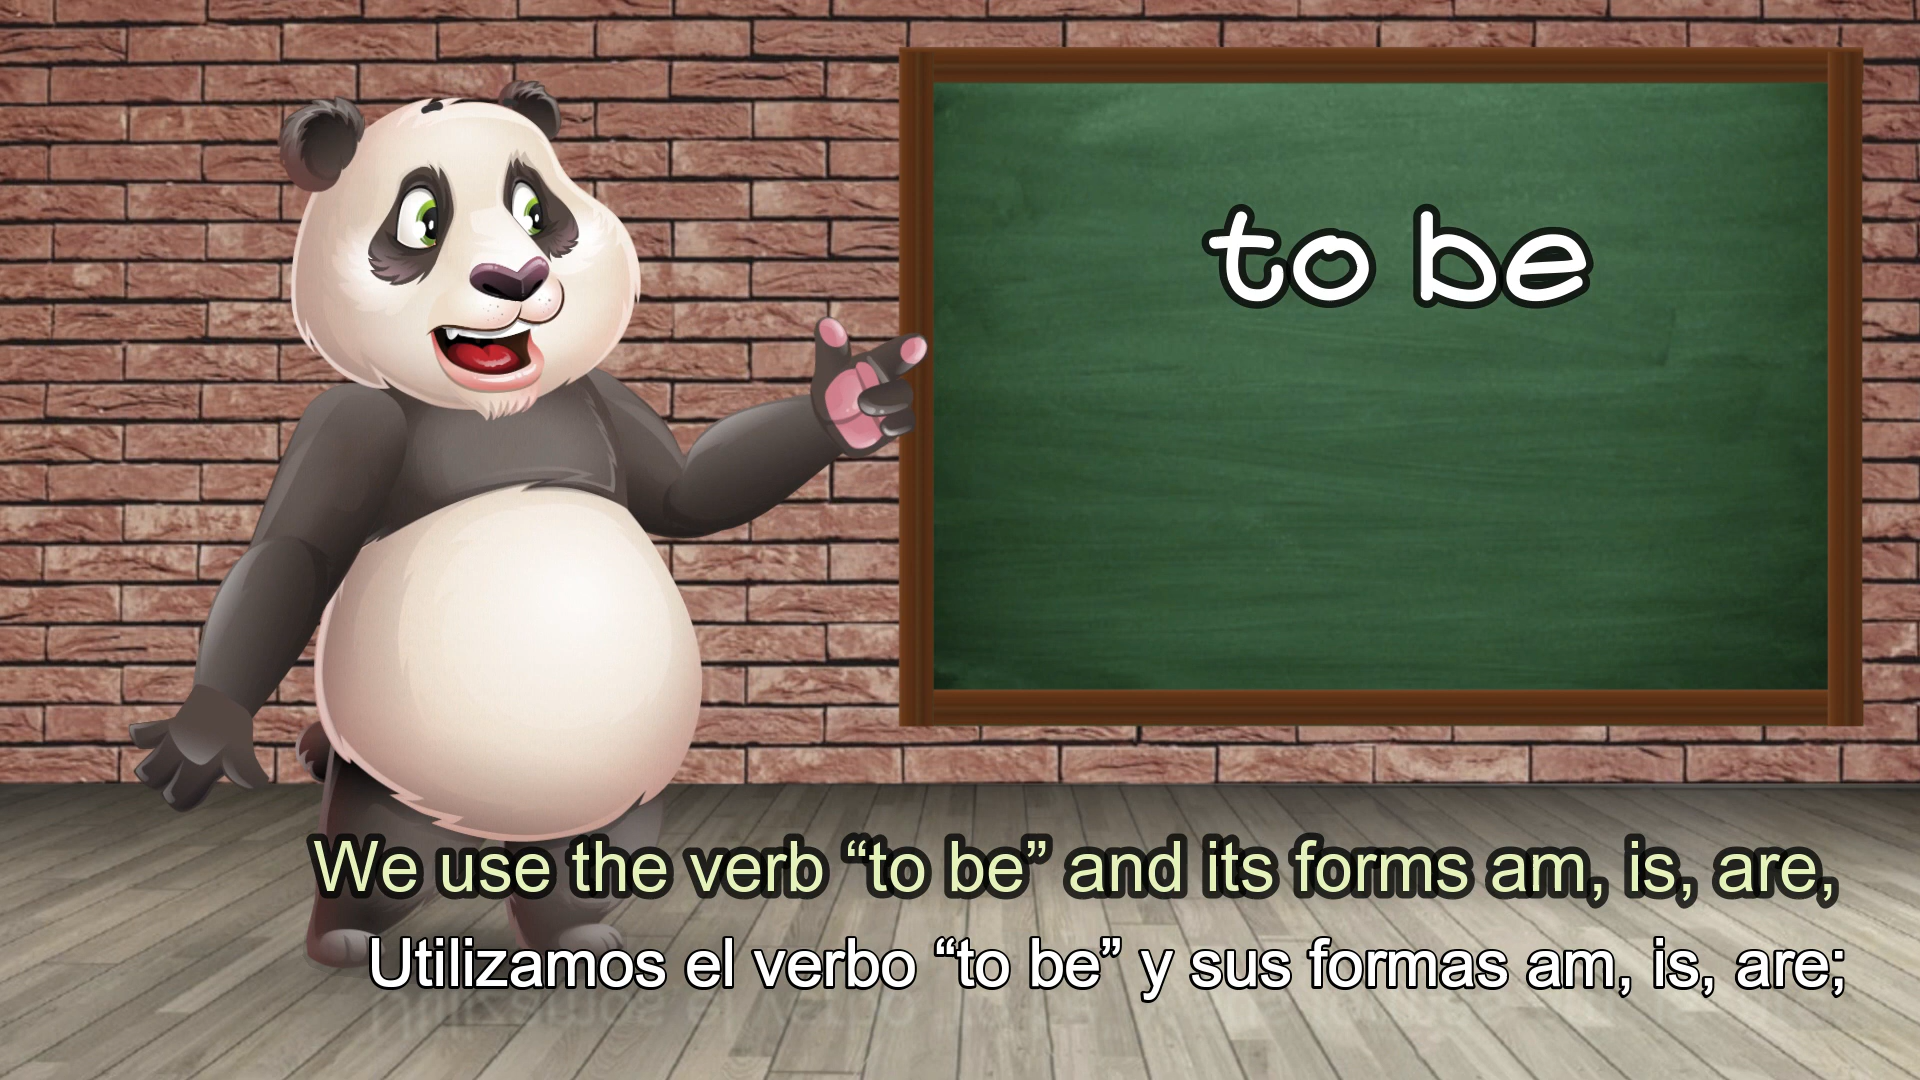 to be
We use the verb “to be” and its forms am, is, are,
Utilizamos el verbo “to be” y sus formas am, is, are;